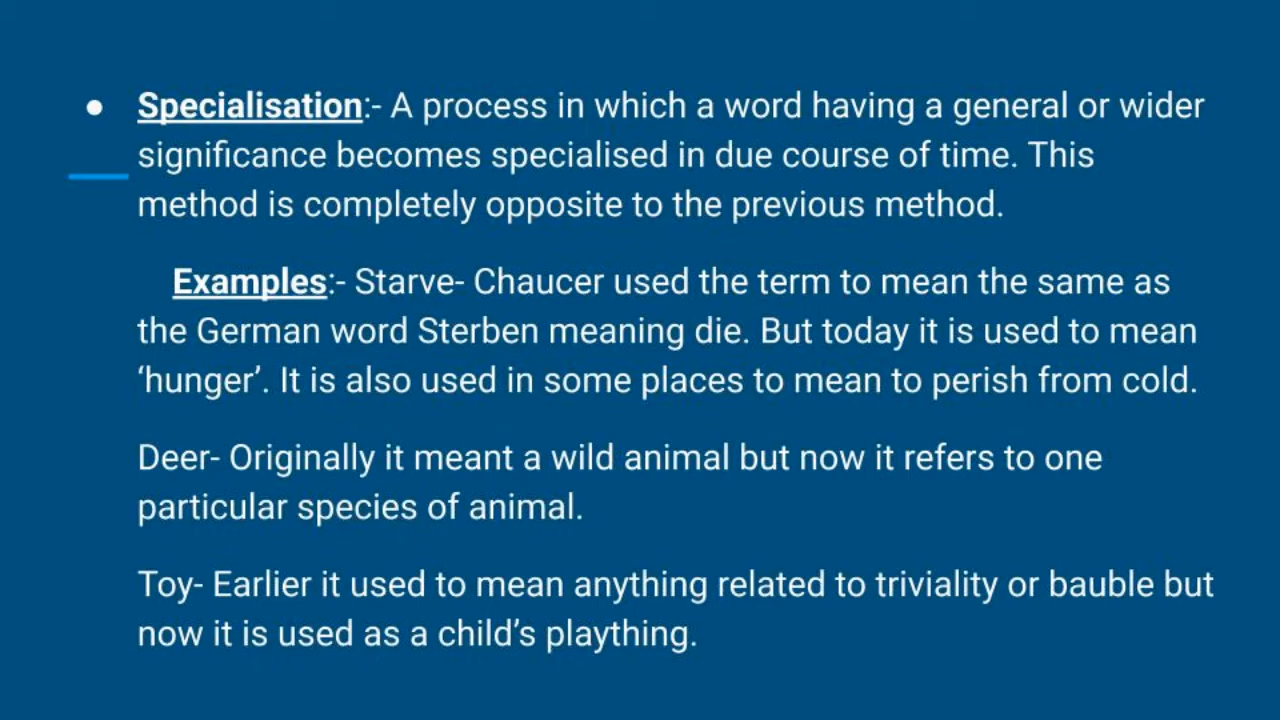 ● Specialisation:- A process in which a word having a general or wider
significance becomes specialised in due course of time. This
method is completely opposite to the previous method.
Examples:- Starve- Chaucer used the term to mean the same as
the German word Sterben meaning die. But today it is used to mean
‘hunger’. It is also used in some places to mean to perish from cold.
Deer- Originally it meant a wild animal but now it refers to one
particular species of animal.
Toy- Earlier it used to mean anything related to triviality or bauble but
now it is used as a child’s plaything.